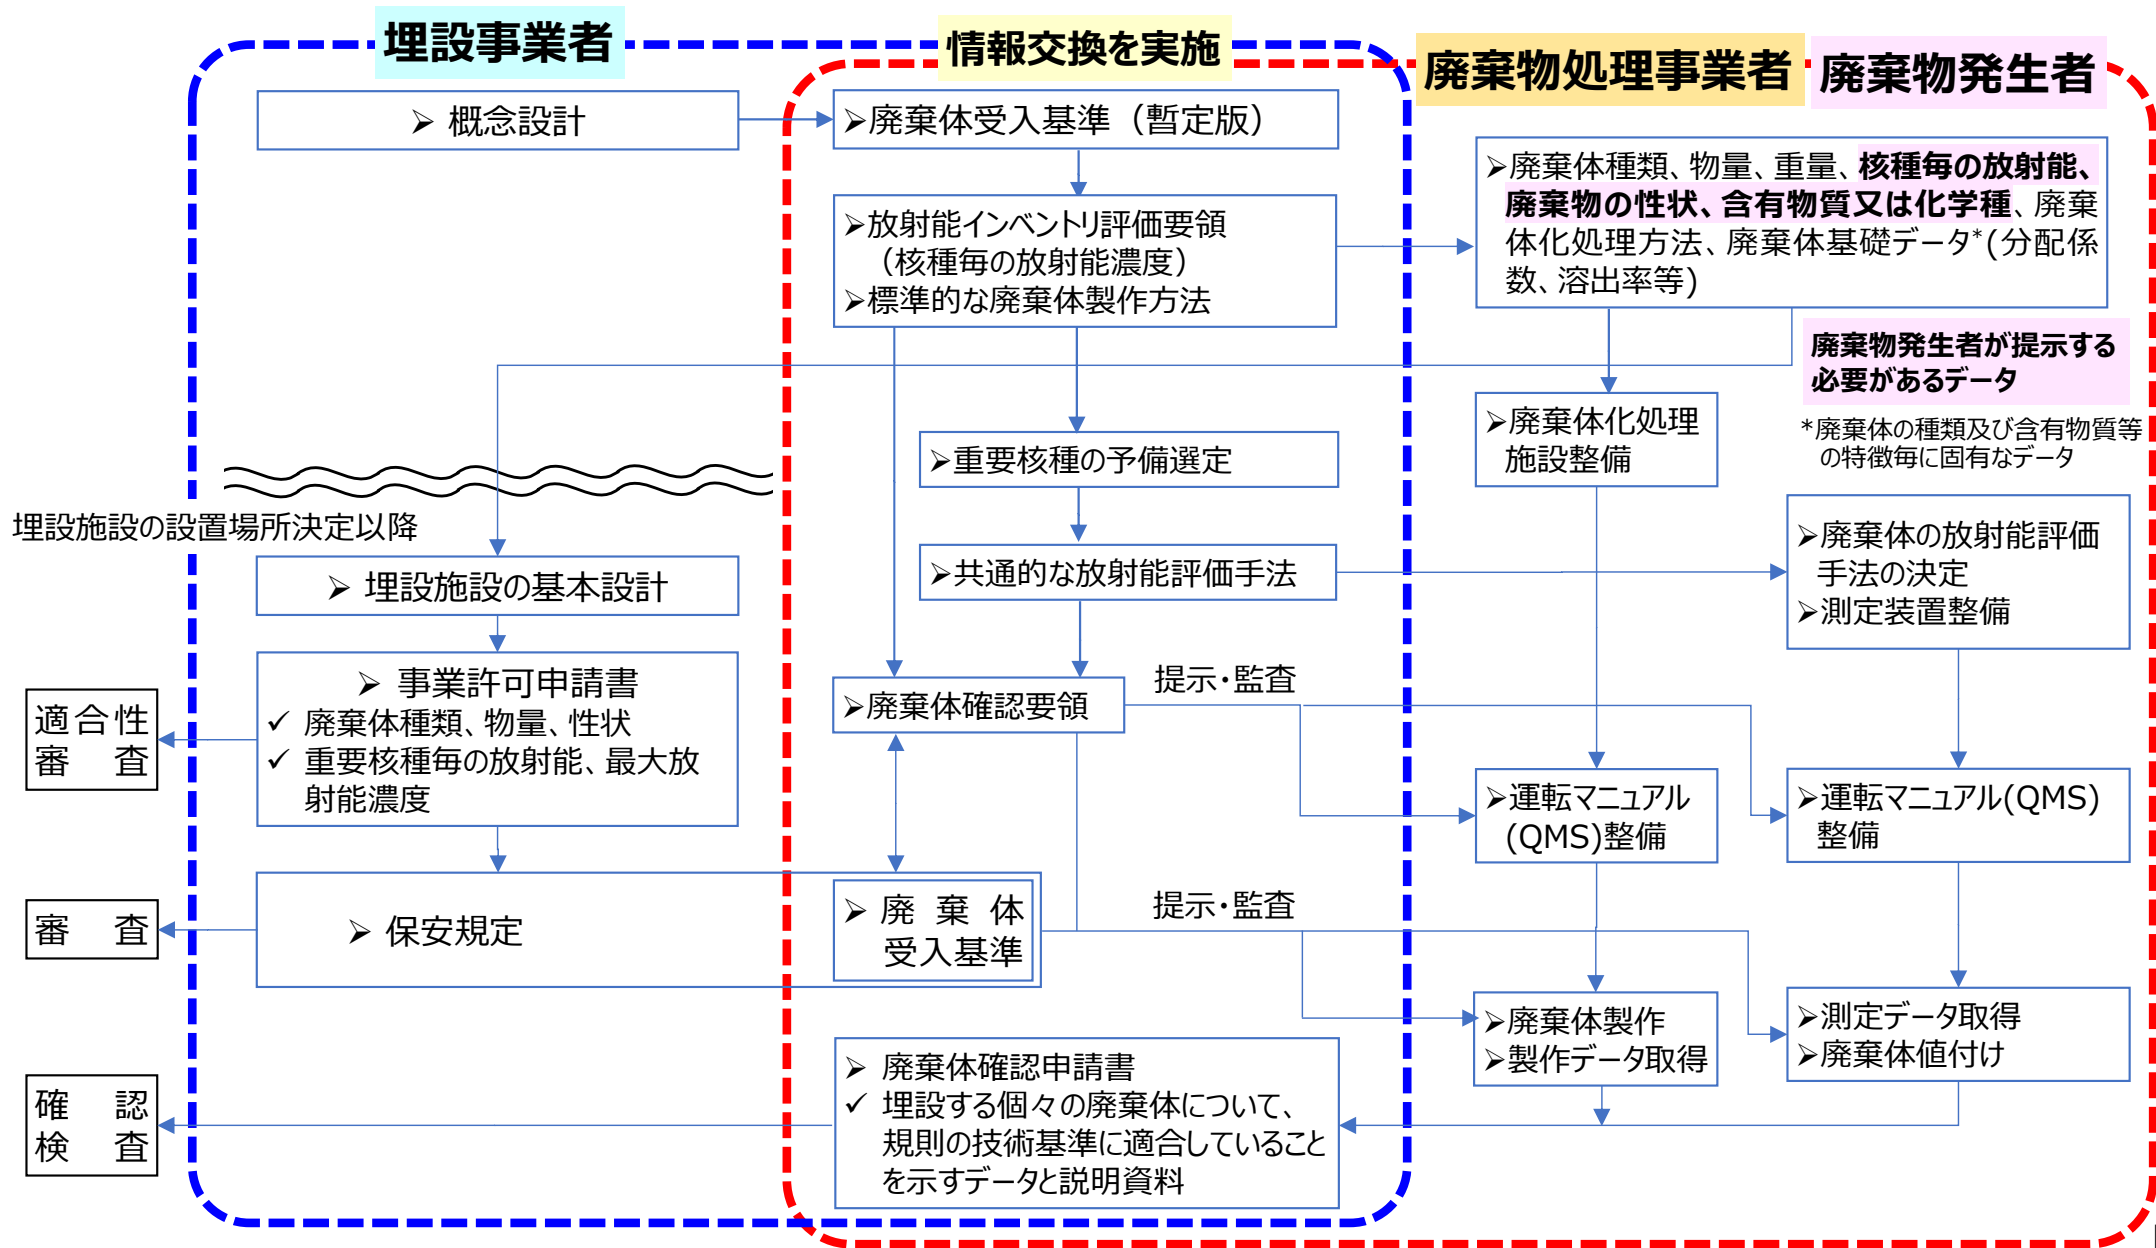 埋設事業者
情報交換を実施
廃棄物処理事業者
廃棄物発生者
➢ 概念設計
➢廃棄体受入基準（暫定版）
➢放射能インベントリ評価要領
（核種毎の放射能濃度）
➢標準的な廃棄体製作方法
➢廃棄体種類、物量、重量、核種毎の放射能、
廃棄物の性状、含有物質又は化学種、廃棄
体化処理方法、廃棄体基礎データ*(分配係
数、溶出率等)
廃棄物発生者が提示する
必要があるデータ
*廃棄体の種類及び含有物質等
の特徴毎に固有なデータ
➢廃棄体化処理
施設整備
➢重要核種の予備選定
埋設施設の設置場所決定以降
➢ 埋設施設の基本設計
➢共通的な放射能評価手法
➢廃棄体の放射能評価
手法の決定
➢測定装置整備
➢ 事業許可申請書
✓ 廃棄体種類、物量、性状
✓ 重要核種毎の放射能、最大放
射能濃度
適合性
審　査
➢廃棄体確認要領
提示・監査
➢運転マニュアル
(QMS)整備
➢運転マニュアル(QMS)
整備
審　査
➢ 保安規定
➢ 廃 棄 体
受入基準
提示・監査
➢廃棄体製作
➢製作データ取得
➢測定データ取得
➢廃棄体値付け
確　認
検　査
➢ 廃棄体確認申請書
✓ 埋設する個々の廃棄体について、
規則の技術基準に適合していること
を示すデータと説明資料